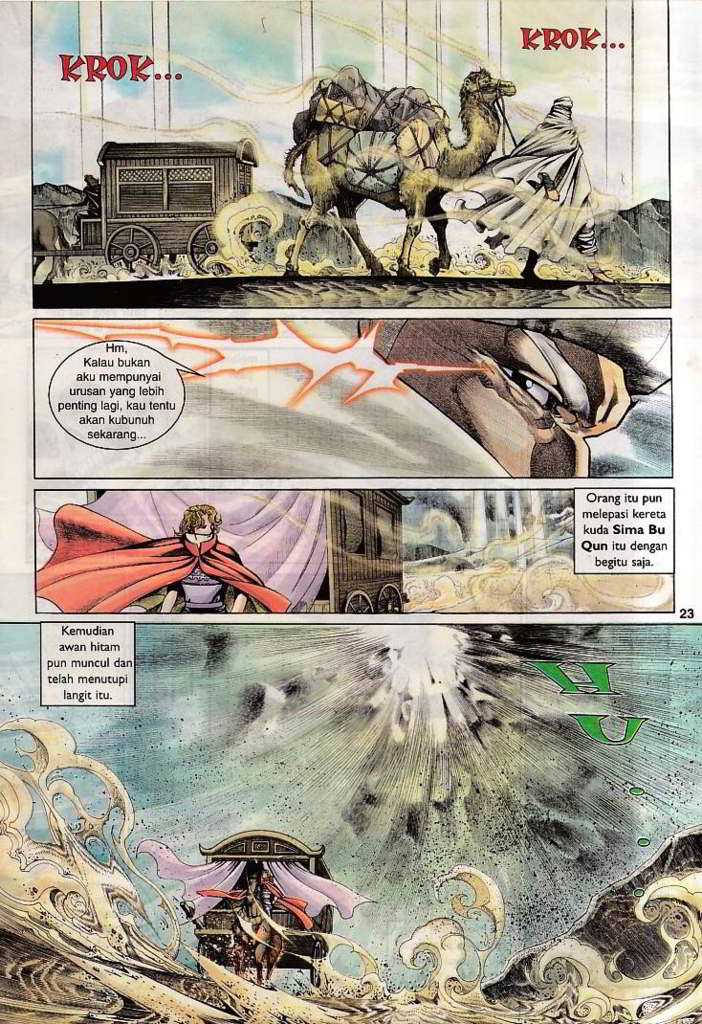 KROK...
KROK...
Hm,
Kalau bukan
aku mempunyai
urusan yang lebih
penting lagi, kau tentu
akan kubunuh
sekarang...
Orang itu pun
melepasi kereta
kuda Sima Bu
Qun itu dengan
begitu saja.
23
Kemudian
awan hitam
pun muncul dan
telah menutupi
langit itu.
HU